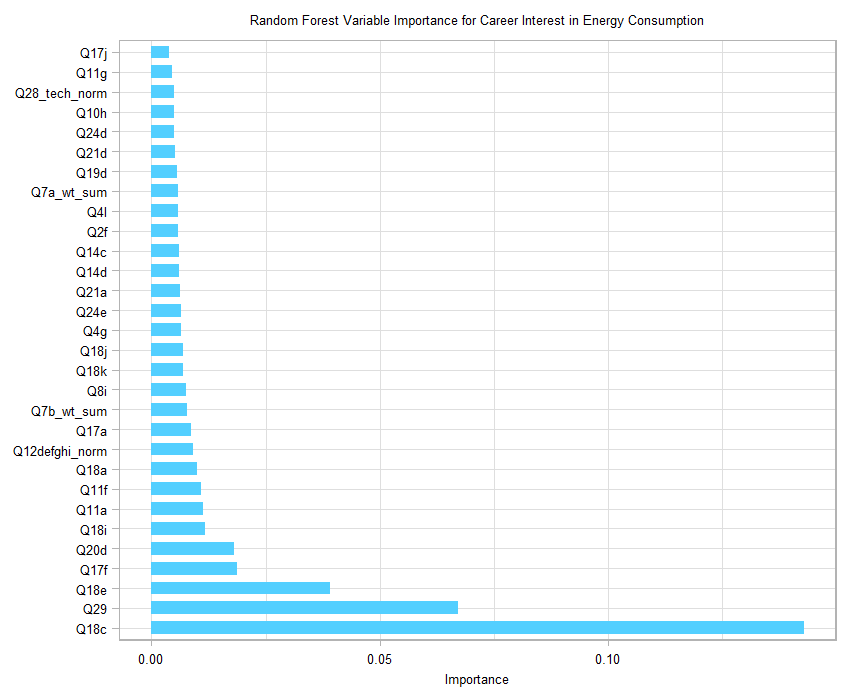 Random Forest Variable Importance for Career Interest in Energy Consumption
Q17j
Q11g
Q28_tech_norm
Q10h
Q24d
Q21d
Q19d
Q7a_wt_sum
Q4l
Q2f
Q14c
Q14d
Q21a
Q24e
Q4g
Q18j
Q18k
Q8i
Q7b_wt_sum
Q17a
Q12defghi_norm
Q18a
Q11f
Q11a
Q18i
Q20d
Q17f
Q18e
Q29
Q18c
0.00 0.05 0.10
Importance